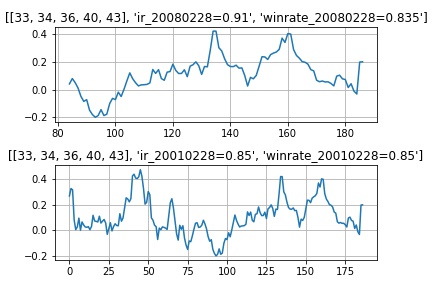 [[33, 34, 36, 40, 43], 'ir_20080228=0.91', 'winrate_20080228=0.835']
0.4
0.2
0.0
−0.2
80 100 120 140 160 180
[[33, 34, 36, 40, 43], 'ir_20010228=0.85', 'winrate_20010228=0.85']
0.4
0.2
0.0
−0.2
0 25 50 75 100 125 150 175